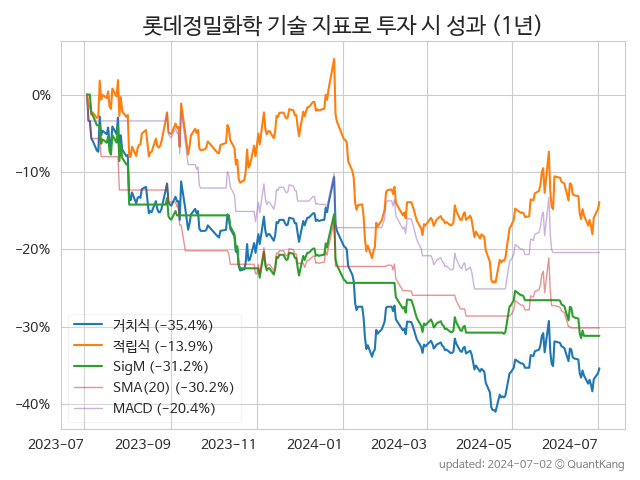 롯데정밀화학 기술 지표로 투자 시 성과 (1년)
0%
−10%
−20%
−30%
−40%
거치식 (−35.4%)
적립식 (−13.9%)
SigM (−31.2%)
SMA(20) (−30.2%)
MACD (−20.4%)
2023-07 2023-09 2023-11 2024-01 2024-03 2024-05 2024-07
updated: 2024-07-02 © QuantKang